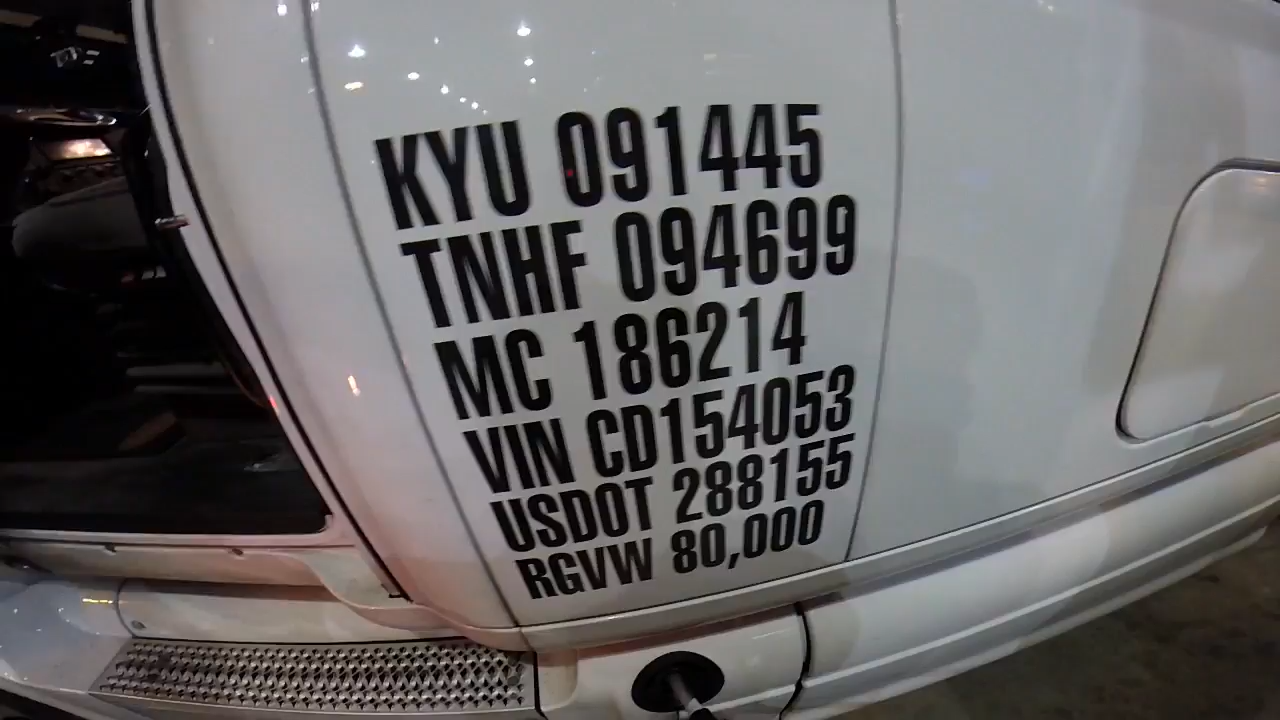 KYU 091445
TNHF 094699
MC 186214
VIN CD154053
USDOT 288155
RGVW 80,000